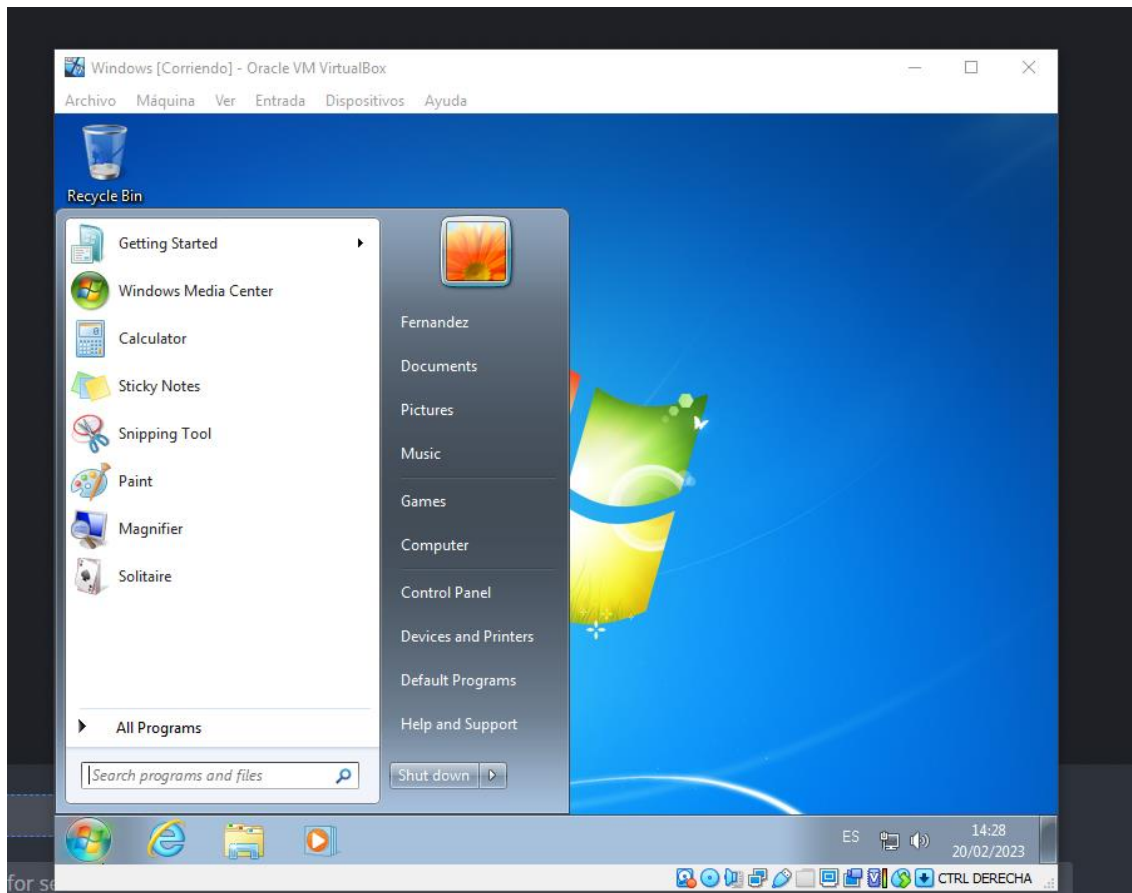 Windows [Corriendo] - Oracle VM VirtualBox
Archivo Máquina Ver Entrada Dispositivos Ayuda
Recycle Bin
Getting Started
Windows Media Center
Calculator
Sticky Notes
Snipping Tool
Paint
Magnifier
Solitaire
All Programs
Search programs and files
Fernandez
Documents
Pictures
Music
Games
Computer
Control Panel
Devices and Printers
Default Programs
Help and Support
Shut down
ES
14:28
20/02/2023
CTRL DERECHA
for